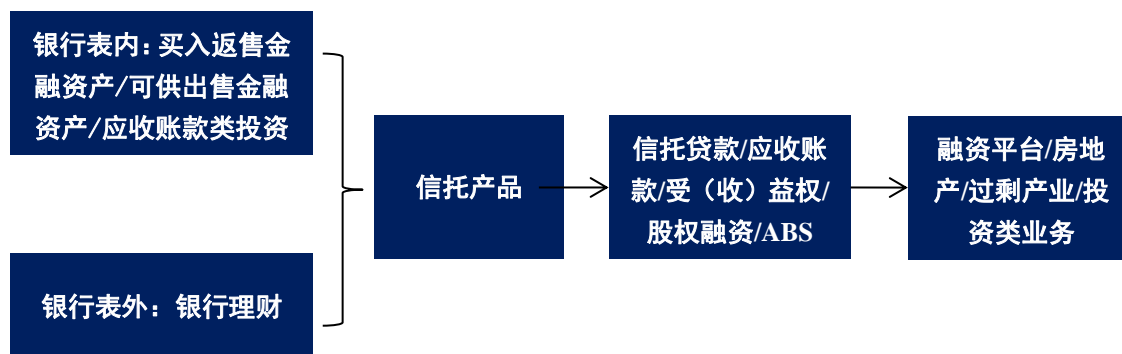 银行表内：买入返售金
融资产/可供出售金融
资产/应收账款类投资
银行表外：银行理财
信托产品
信托贷款/应收账
款/受（收）益权/
股权融资/ABS
融资平台/房地
产/过剩产业/投
资类业务